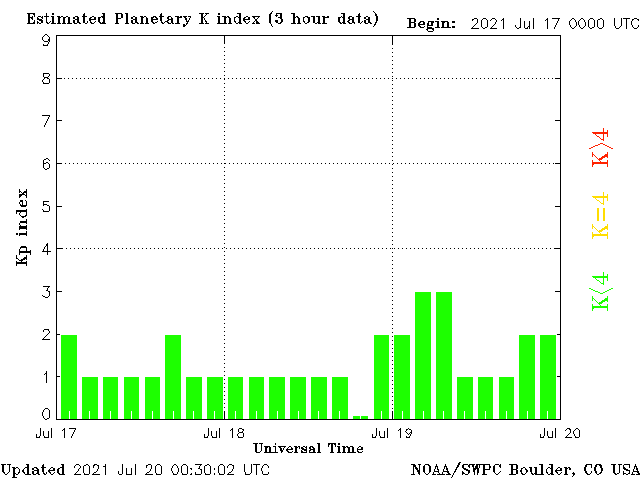 Estimated Planetary K index (3 hour data)
Begin: 2021 Jul 17 0000 UTC
9
8
7
6
5
4
3
2
1
0
Kp index
K>4
K=4
K<4
Jul 17
Jul 18
Jul 19
Jul 20
Universal Time
Updated 2021 Jul 20 00:30:02 UTC
NOAA/SWPC Boulder, CO USA